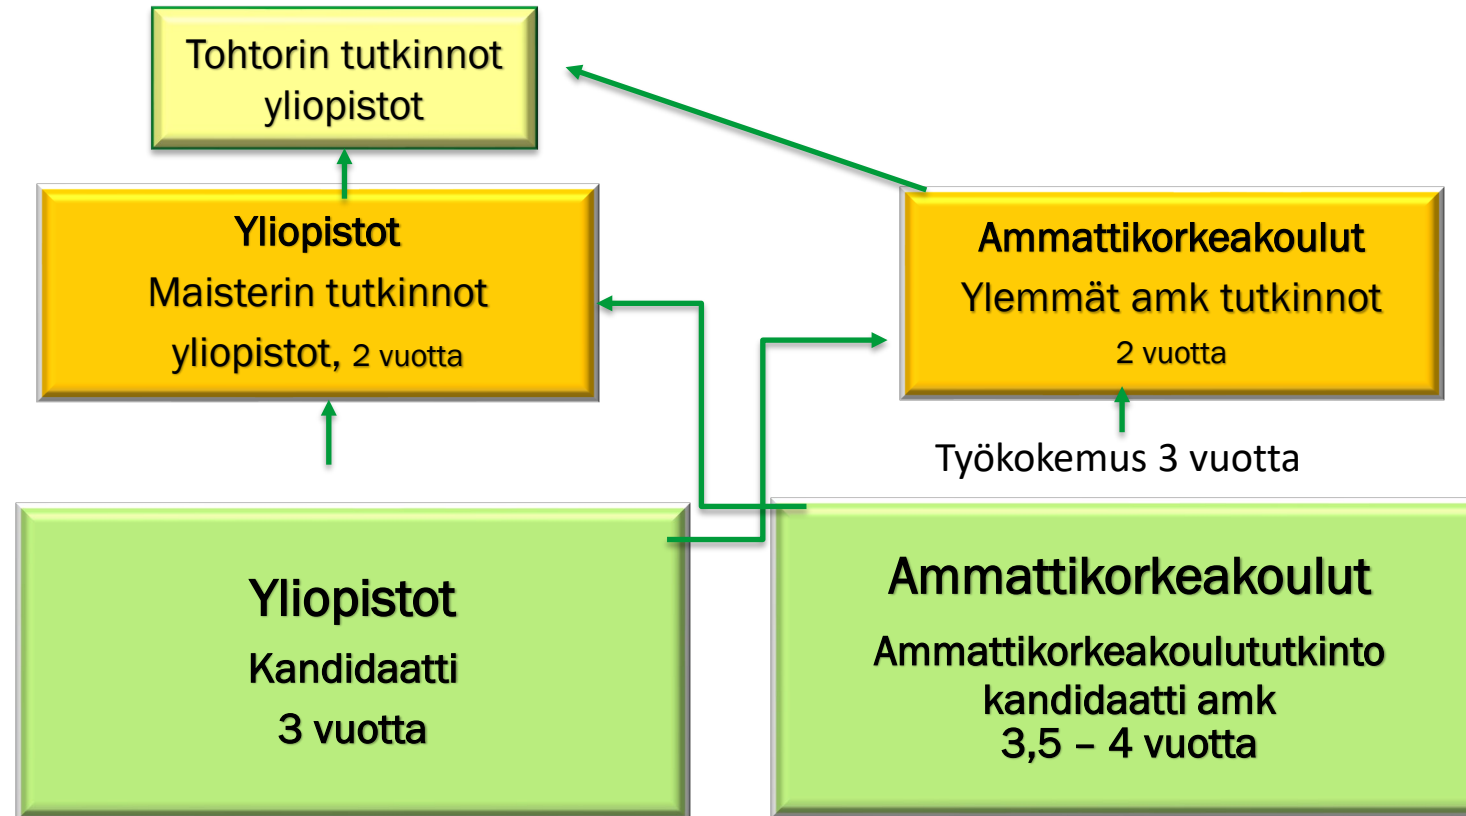 Tohtorin tutkinnot
yliopistot
Yliopistot
Maisterin tutkinnot
yliopistot, 2 vuotta
Ammattikorkeakoulut
Ylemmät amk tutkinnot
2 vuotta
Työkokemus 3 vuotta
Yliopistot
Kandidaatti
3 vuotta
Ammattikorkeakoulut
Ammattikorkeakoulututkinto
kandidaatti amk
3,5 – 4 vuotta